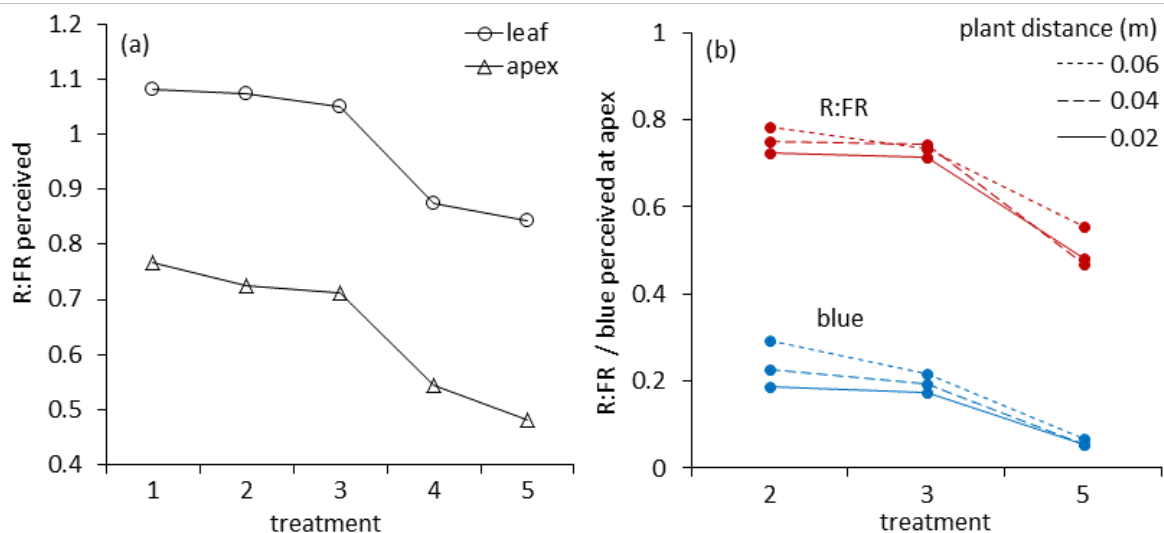 (a)
leaf
apex
R:FR perceived
1.2
1.1
1
0.9
0.8
0.7
0.6
0.5
0.4
1 2 3 4 5
treatment
(b)
plant distance (m)
0.06
0.04
0.02
R:FR
blue
R:FR / blue perceived at apex
1
0.8
0.6
0.4
0.2
0
2 3 5
treatment